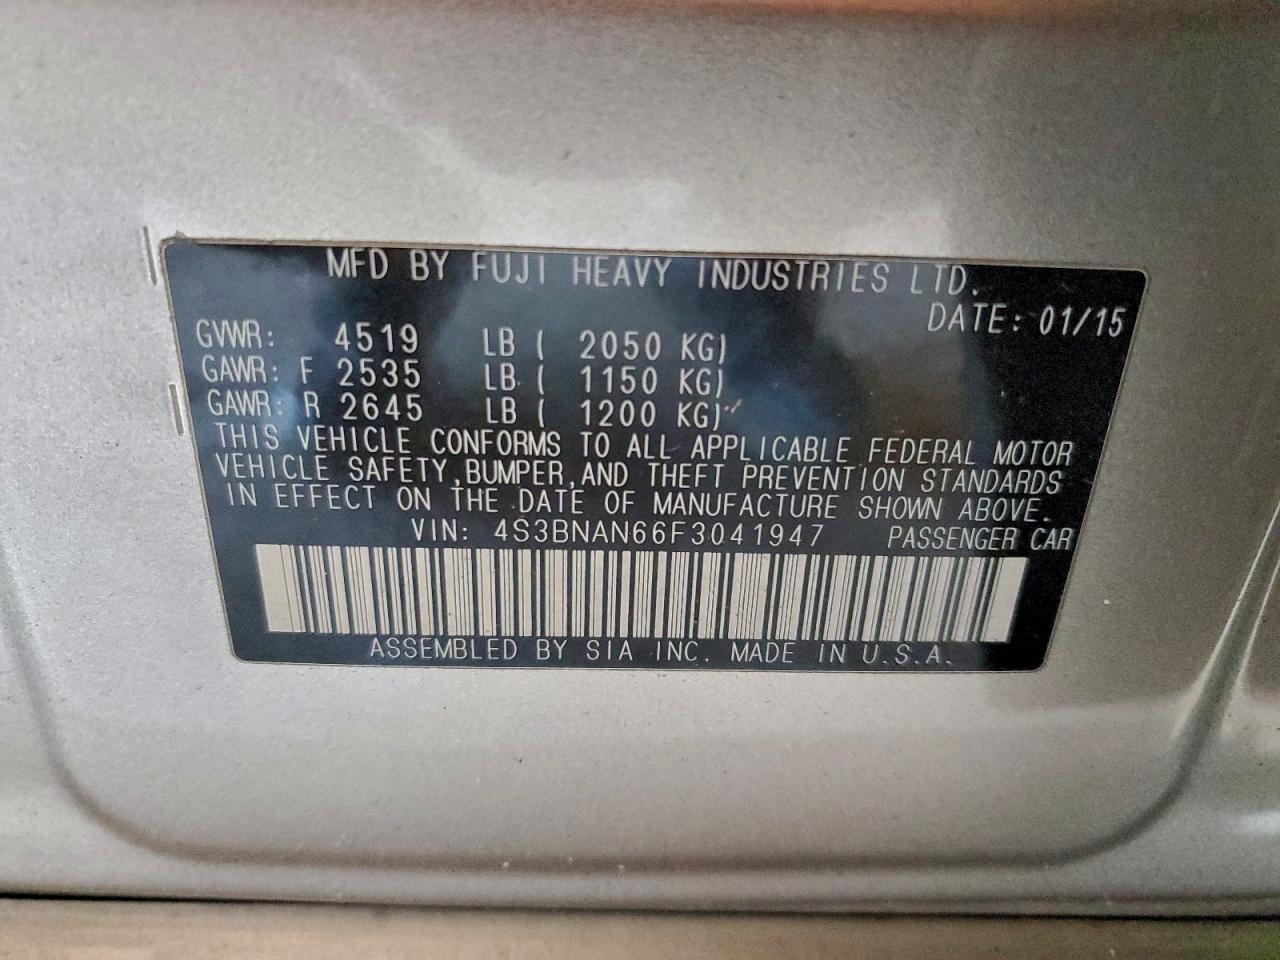 MFD BY FUJI HEAVY INDUSTRIES LTD.
DATE: 01/15
GVWR: 4519 LB ( 2050 KG)
GAWR: F 2535 LB ( 1150 KG)
GAWR: R 2645 LB ( 1200 KG)
THIS VEHICLE CONFORMS TO ALL APPLICABLE FEDERAL MOTOR
VEHICLE SAFETY, BUMPER, AND THEFT PREVENTION STANDARDS
IN EFFECT ON THE DATE OF MANUFACTURE SHOWN ABOVE.
VIN: 4S3BNAN66F3041947 PASSENGER CAR
ASSEMBLED BY SIA INC. MADE IN U.S.A.